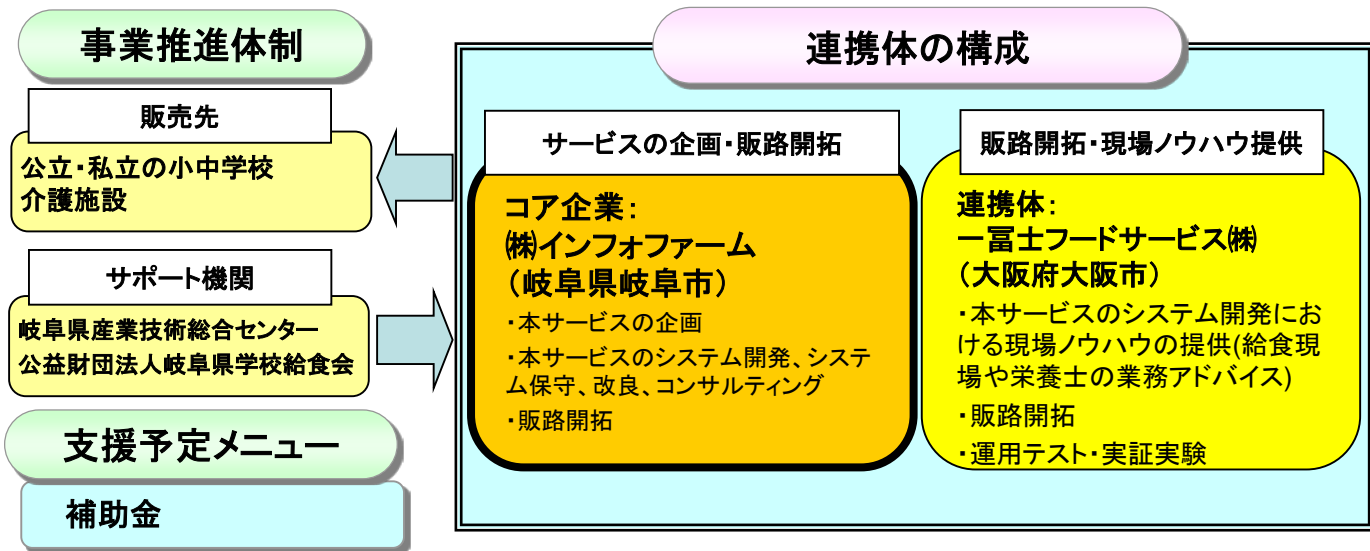 事業推進体制
販売先
公立・私立の小中学校
介護施設
サポート機関
岐阜県産業技術総合センター
公益財団法人岐阜県学校給食会
支援予定メニュー
補助金
連携体の構成
サービスの企画・販路開拓
コア企業：
㈱インフォファーム
（岐阜県岐阜市）
・本サービスの企画
・本サービスのシステム開発、システ
ム保守、改良、コンサルティング
・販路開拓
販路開拓・現場ノウハウ提供
連携体：
一冨士フードサービス㈱
（大阪府大阪市）
・本サービスのシステム開発にお
ける現場ノウハウの提供(給食現
場や栄養士の業務アドバイス)
・販路開拓
・運用テスト・実証実験